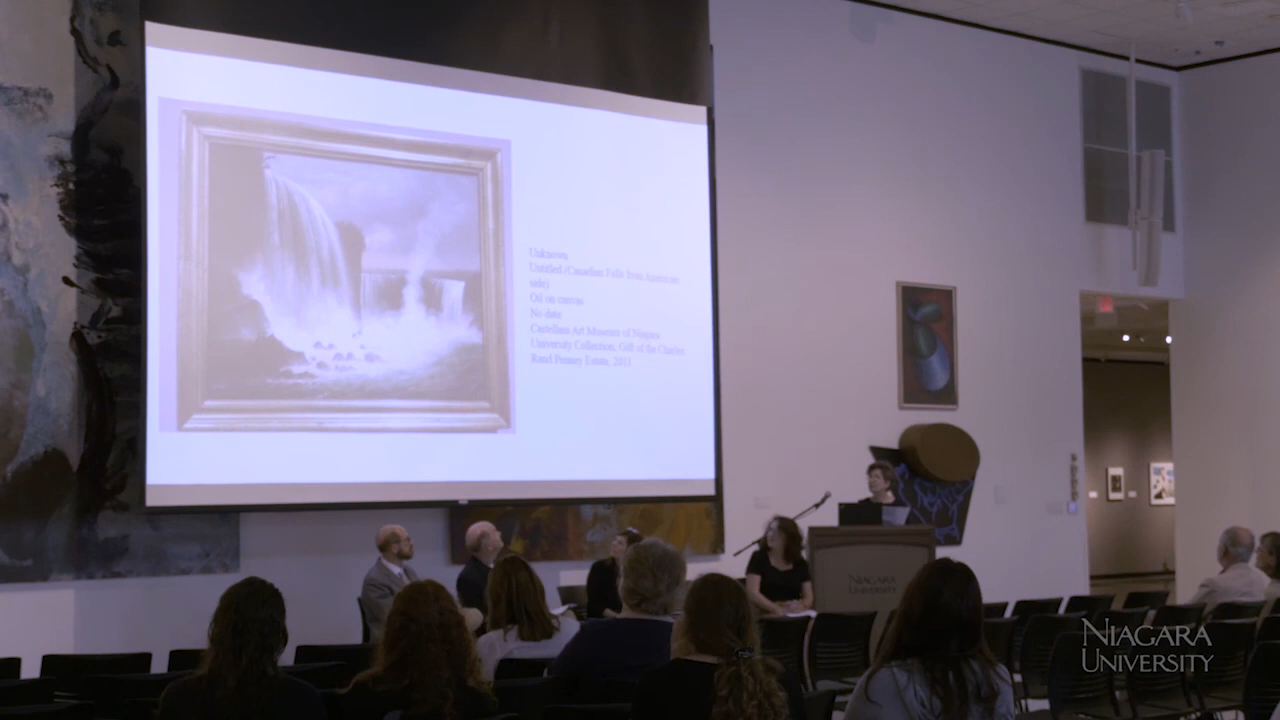 Unknown
Untitled (Canadian Falls from American
side)
Oil on canvas
No date
Castellani Art Museum of Niagara
University Collection, Gift of the Charles
Rand Penney Estate, 2011
NIAGARA
UNIVERSITY
NIAGARA
UNIVERSITY